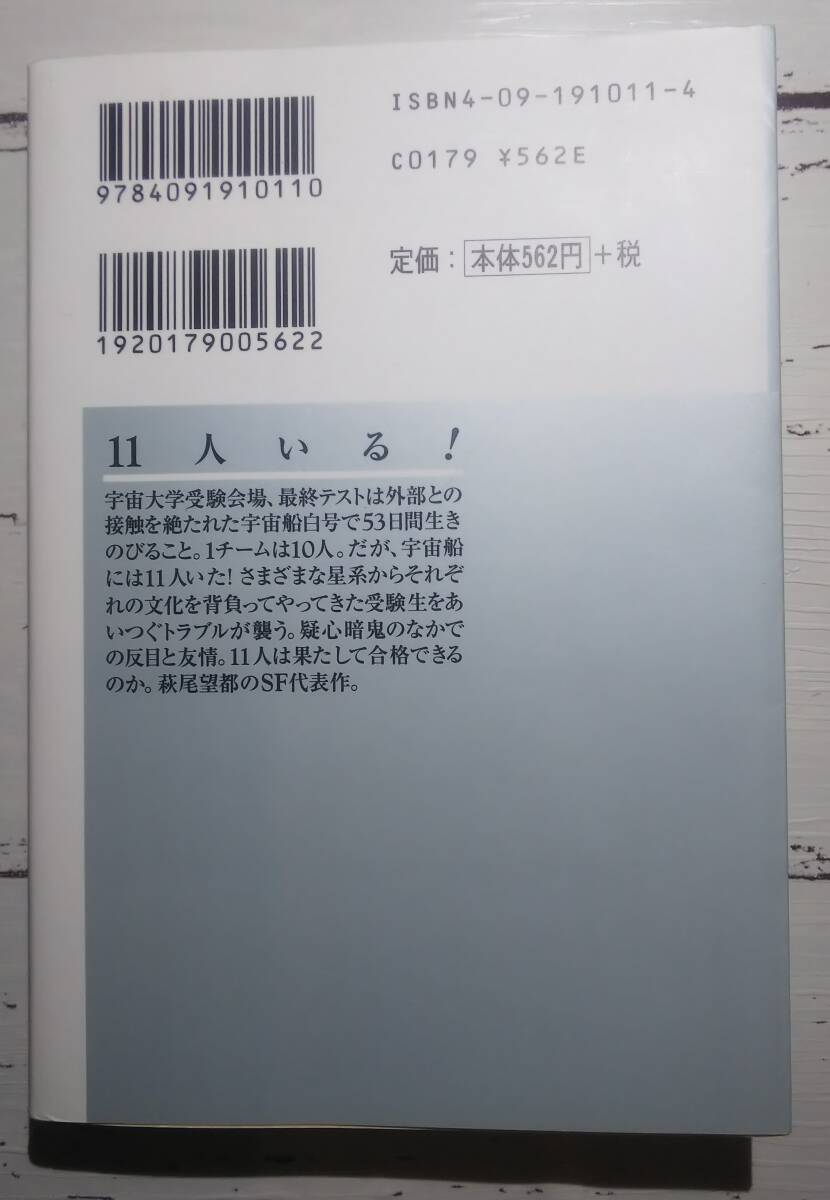 9784091910110
ISBN4-09-191011-4
C0179 ¥562E
1920179005622
定価：本体562円＋税
11人いる！
宇宙大学受験会場、最終テストは外部との
接触を絶たれた宇宙船白号で53日間生き
のびること。1チームは10人。だが、宇宙船
には11人いた！さまざまな星系からそれぞ
れの文化を背負ってやってきた受験生をあ
いつぐトラブルが襲う。疑心暗鬼のなかで
の反目と友情。11人は果たして合格できる
のか。萩尾望都のSF代表作。